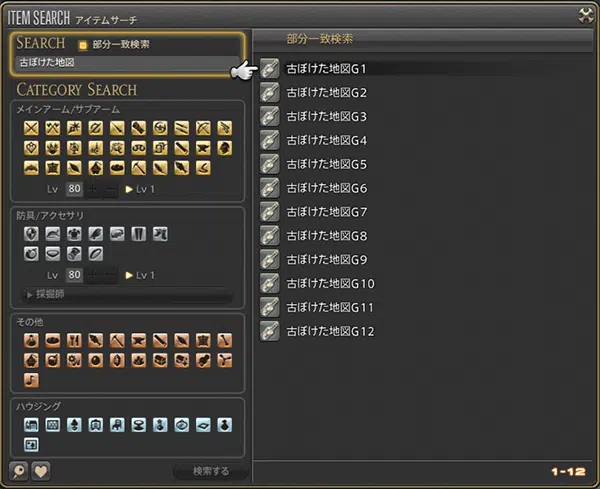 ITEM SEARCH アイテムサーチ
SEARCH 部分一致検索
古ぼけた地図
CATEGORY SEARCH
メインアーム/サブアーム
Lv 80 + - Lv 1
防具/アクセサリ
Lv 80 + - Lv 1
採掘師
その他
ハウジング
検索する
部分一致検索
古ぼけた地図G1
古ぼけた地図G2
古ぼけた地図G3
古ぼけた地図G4
古ぼけた地図G5
古ぼけた地図G6
古ぼけた地図G7
古ぼけた地図G8
古ぼけた地図G9
古ぼけた地図G10
古ぼけた地図G11
古ぼけた地図G12
1-12